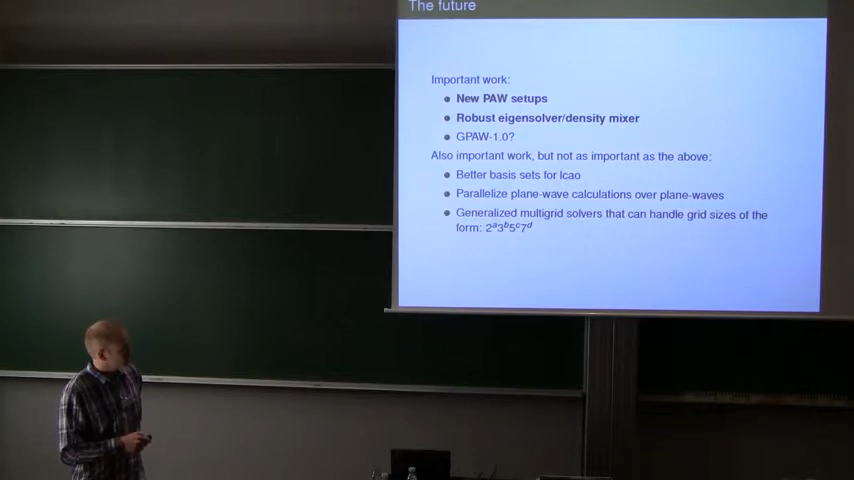 The future
Important work:
New PAW setups
Robust eigensolver/density mixer
GPAW-1.0?
Also important work, but not as important as the above:
Better basis sets for lcao
Parallelize plane-wave calculations over plane-waves
Generalized multigrid solvers that can handle grid sizes of the
form: 2ᵃ3ᵇ5ᶜ7ᵈ